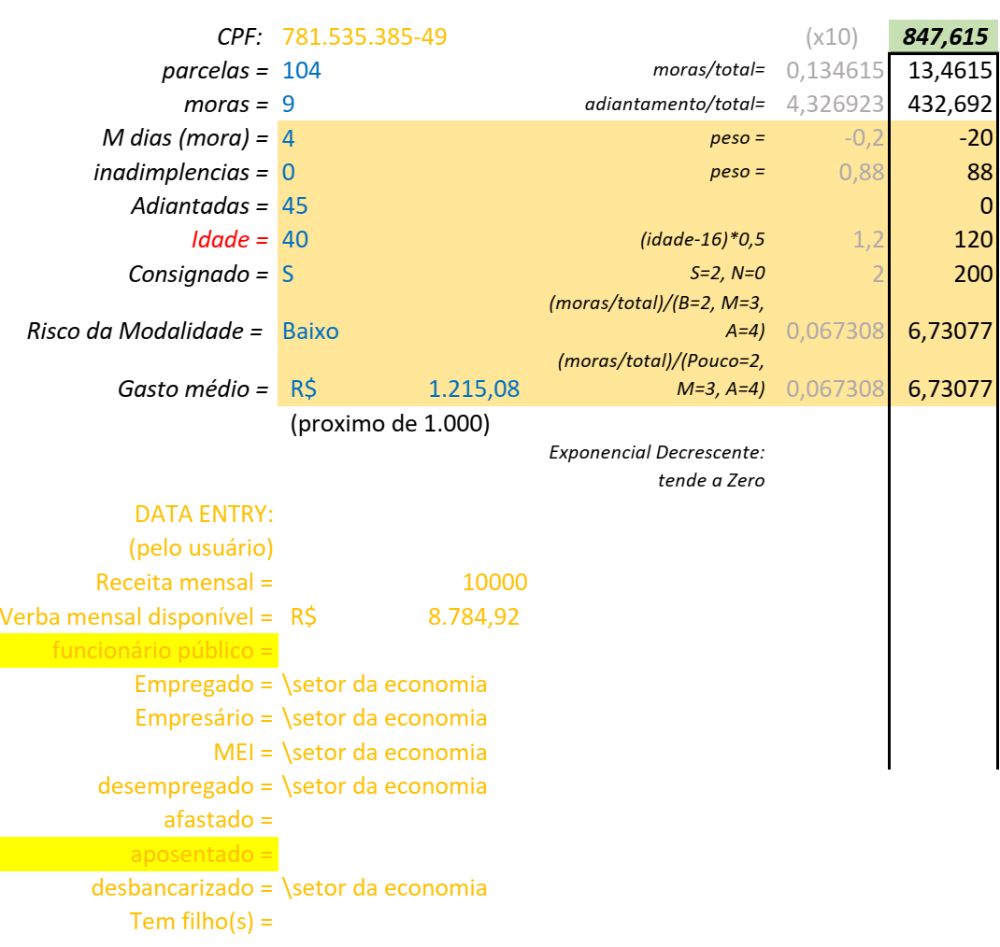 CPF: 781.535.385-49 (x10) 847,615
parcelas = 104 moras/total= 0,134615 13,4615
moras = 9 adiantamento/total= 4,326923 432,692
M dias (mora) = 4 peso = -0,2 -20
inadimplencias = 0 peso = 0,88 88
Adiantadas = 45 0
Idade = 40 (idade-16)*0,5 1,2 120
Consignado = S S=2, N=0 2 200
(moras/total)/(B=2, M=3,
Risco da Modalidade = Baixo A=4) 0,067308 6,73077
(moras/total)/(Pouco=2,
Gasto médio = R$ 1.215,08 M=3, A=4) 0,067308 6,73077
(proximo de 1.000)
Exponencial Decrescente:
tende a Zero
DATA ENTRY:
(pelo usuário)
Receita mensal = 10000
Verba mensal disponível = R$ 8.784,92
funcionário público =
Empregado = \setor da economia
Empresário = \setor da economia
MEI = \setor da economia
desempregado = \setor da economia
afastado =
aposentado =
desbancarizado = \setor da economia
Tem filho(s) =